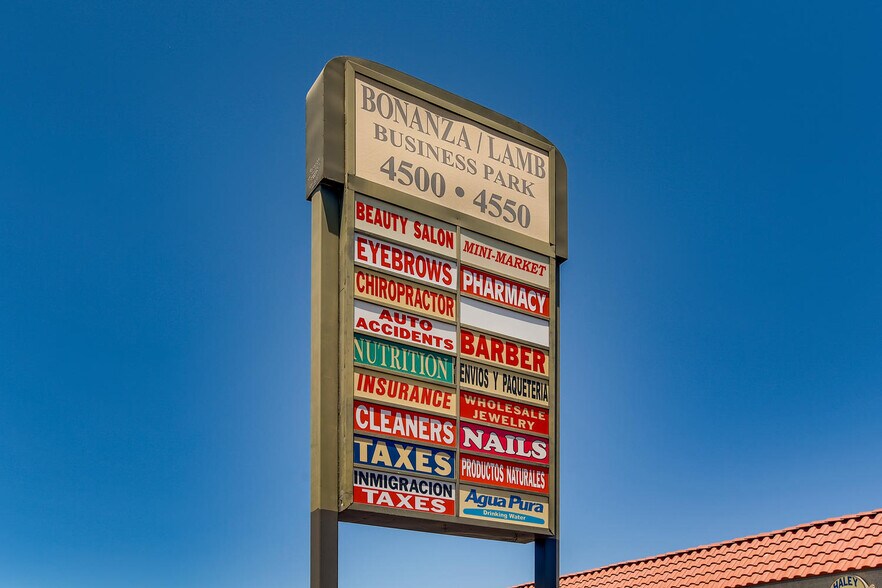 BONANZA / LAMB
BUSINESS PARK
4500 • 4550
BEAUTY SALON
EYEBROWS
CHIROPRACTOR
AUTO
ACCIDENTS
NUTRITION
INSURANCE
CLEANERS
TAXES
INMIGRACION
TAXES
MINI-MARKET
PHARMACY
BARBER
ENVIOS Y PAQUETERIA
WHOLESALE
JEWELRY
NAILS
PRODUCTOS NATURALES
Agua Pura
Drinking Water
HALEY